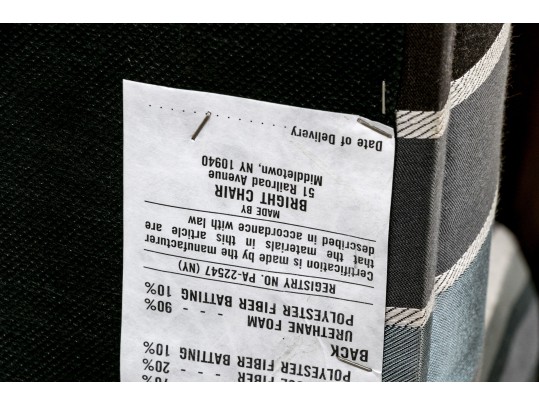 FIBER - - - 20%
POLYESTER FIBER BATTING 10%
BACK
URETHANE FOAM - - - 90%
POLYESTER FIBER BATTING 10%
REGISTRY NO. PA-22547 (NY)
Certification is made by the manufacturer
that the materials in this article are
described in accordance with law
MADE BY
BRIGHT CHAIR
51 Railroad Avenue
Middletown, NY 10940
Date of Delivery